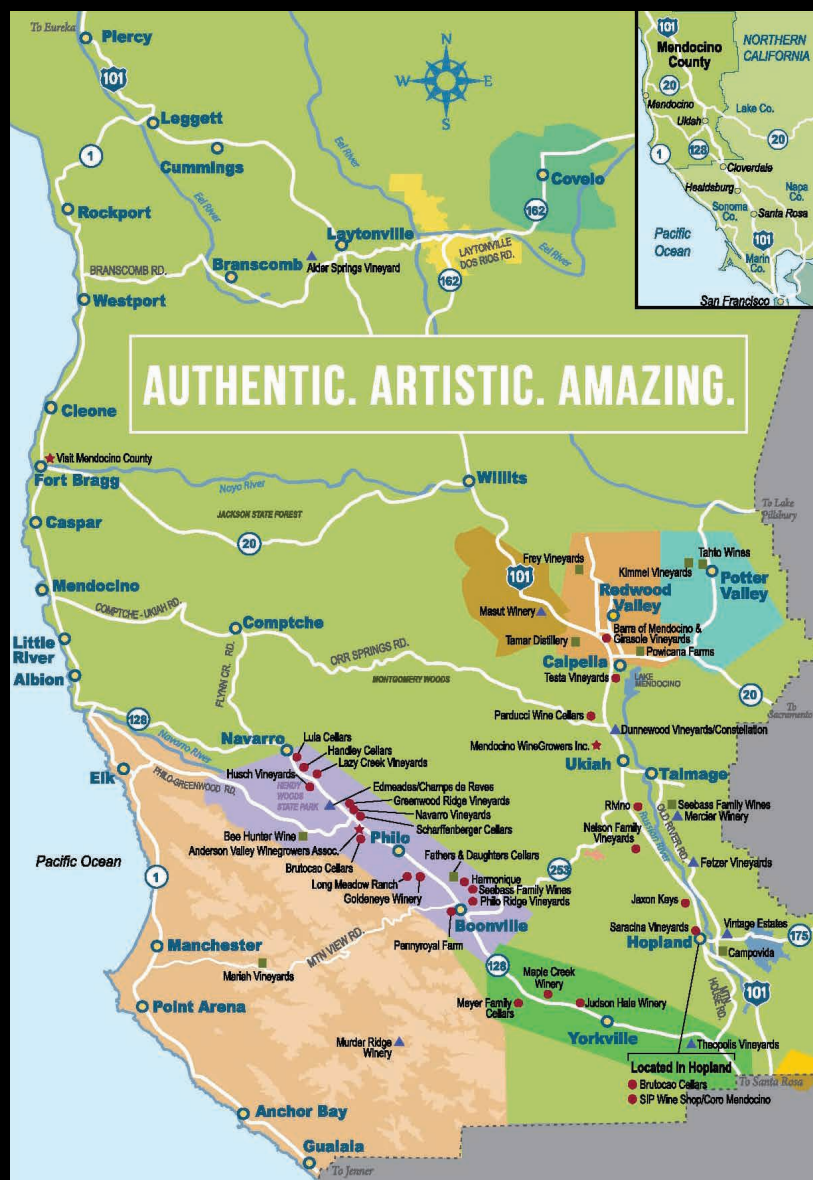 To Eureka
Piercy
101
Leggett
1
Cummings
Eel River
Eel River
Rockport
Laytonville
Covelo
162
BRANSCOMB RD.
Branscomb
Alder Springs Vineyard
LAYTONVILLE
DOS RIOS RD.
Eel River
162
Westport
N
W
E
S
101
Mendocino
County
NORTHERN
CALIFORNIA
20
Mendocino
Lake Co.
Ukiah
128
20
1
Cloverdale
Healdsburg
Napa
Co.
Sonoma
Co.
Santa Rosa
Pacific
Ocean
101
Marin
Co.
San Francisco
AUTHENTIC. ARTISTIC. AMAZING.
Cleone
Visit Mendocino County
Fort Bragg
Noyo River
Willits
To Lake
Pillsbury
Caspar
JACKSON STATE FOREST
20
Mendocino
COMPTCHE - UKIAH RD.
Comptche
101
Frey Vineyards
Tahto Wines
Kimmel Vineyards
Potter
Valley
Redwood
Valley
Masut Winery
Barra of Mendocino &
Girasole Vineyards
Tamar Distillery
Powicana Farms
Little
River
Albion
FLYNN CR. RD.
ORR SPRINGS RD.
MONTGOMERY WOODS
Calpella
Testa Vineyards
LAKE
MENDOCINO
20
To
Sacramento
128
Navarro River
Navarro
Parducci Wine Cellars
Dunnewood Vineyards/Constellation
Mendocino WineGrowers Inc.
Lula Cellars
Handley Cellars
Lazy Creek Vineyards
Husch Vineyards
HENDY
WOODS
STATE PARK
Ukiah
Talmage
Elk
PHILO-GREENWOOD RD.
Edmeades/Champs de Reves
Greenwood Ridge Vineyards
Navarro Vineyards
Scharffenberger Cellars
Rivino
Seebass Family Wines
Mercier Winery
Bee Hunter Wine
Anderson Valley Winegrowers Assoc.
Philo
Nelson Family
Vineyards
Russian River
OLD RIVER RD.
Pacific Ocean
Brutocao Cellars
Fathers & Daughters Cellars
253
Fetzer Vineyards
1
Long Meadow Ranch
Goldeneye Winery
Harmonique
Seebass Family Wines
Philo Ridge Vineyards
Boonville
Jaxon Keys
Saracina Vineyards
Vintage Estates
175
Manchester
MTN VIEW RD.
Pennyroyal Farm
Hopland
Campovida
Mariah Vineyards
128
Maple Creek
Winery
MTN.
HOUSE RD.
101
Point Arena
Meyer Family
Cellars
Judson Hale Winery
Yorkville
Murder Ridge
Winery
Theopolis Vineyards
Located in Hopland
To Santa Rosa
Brutocao Cellars
SIP Wine Shop/Coro Mendocino
Anchor Bay
Gualala
To Jenner